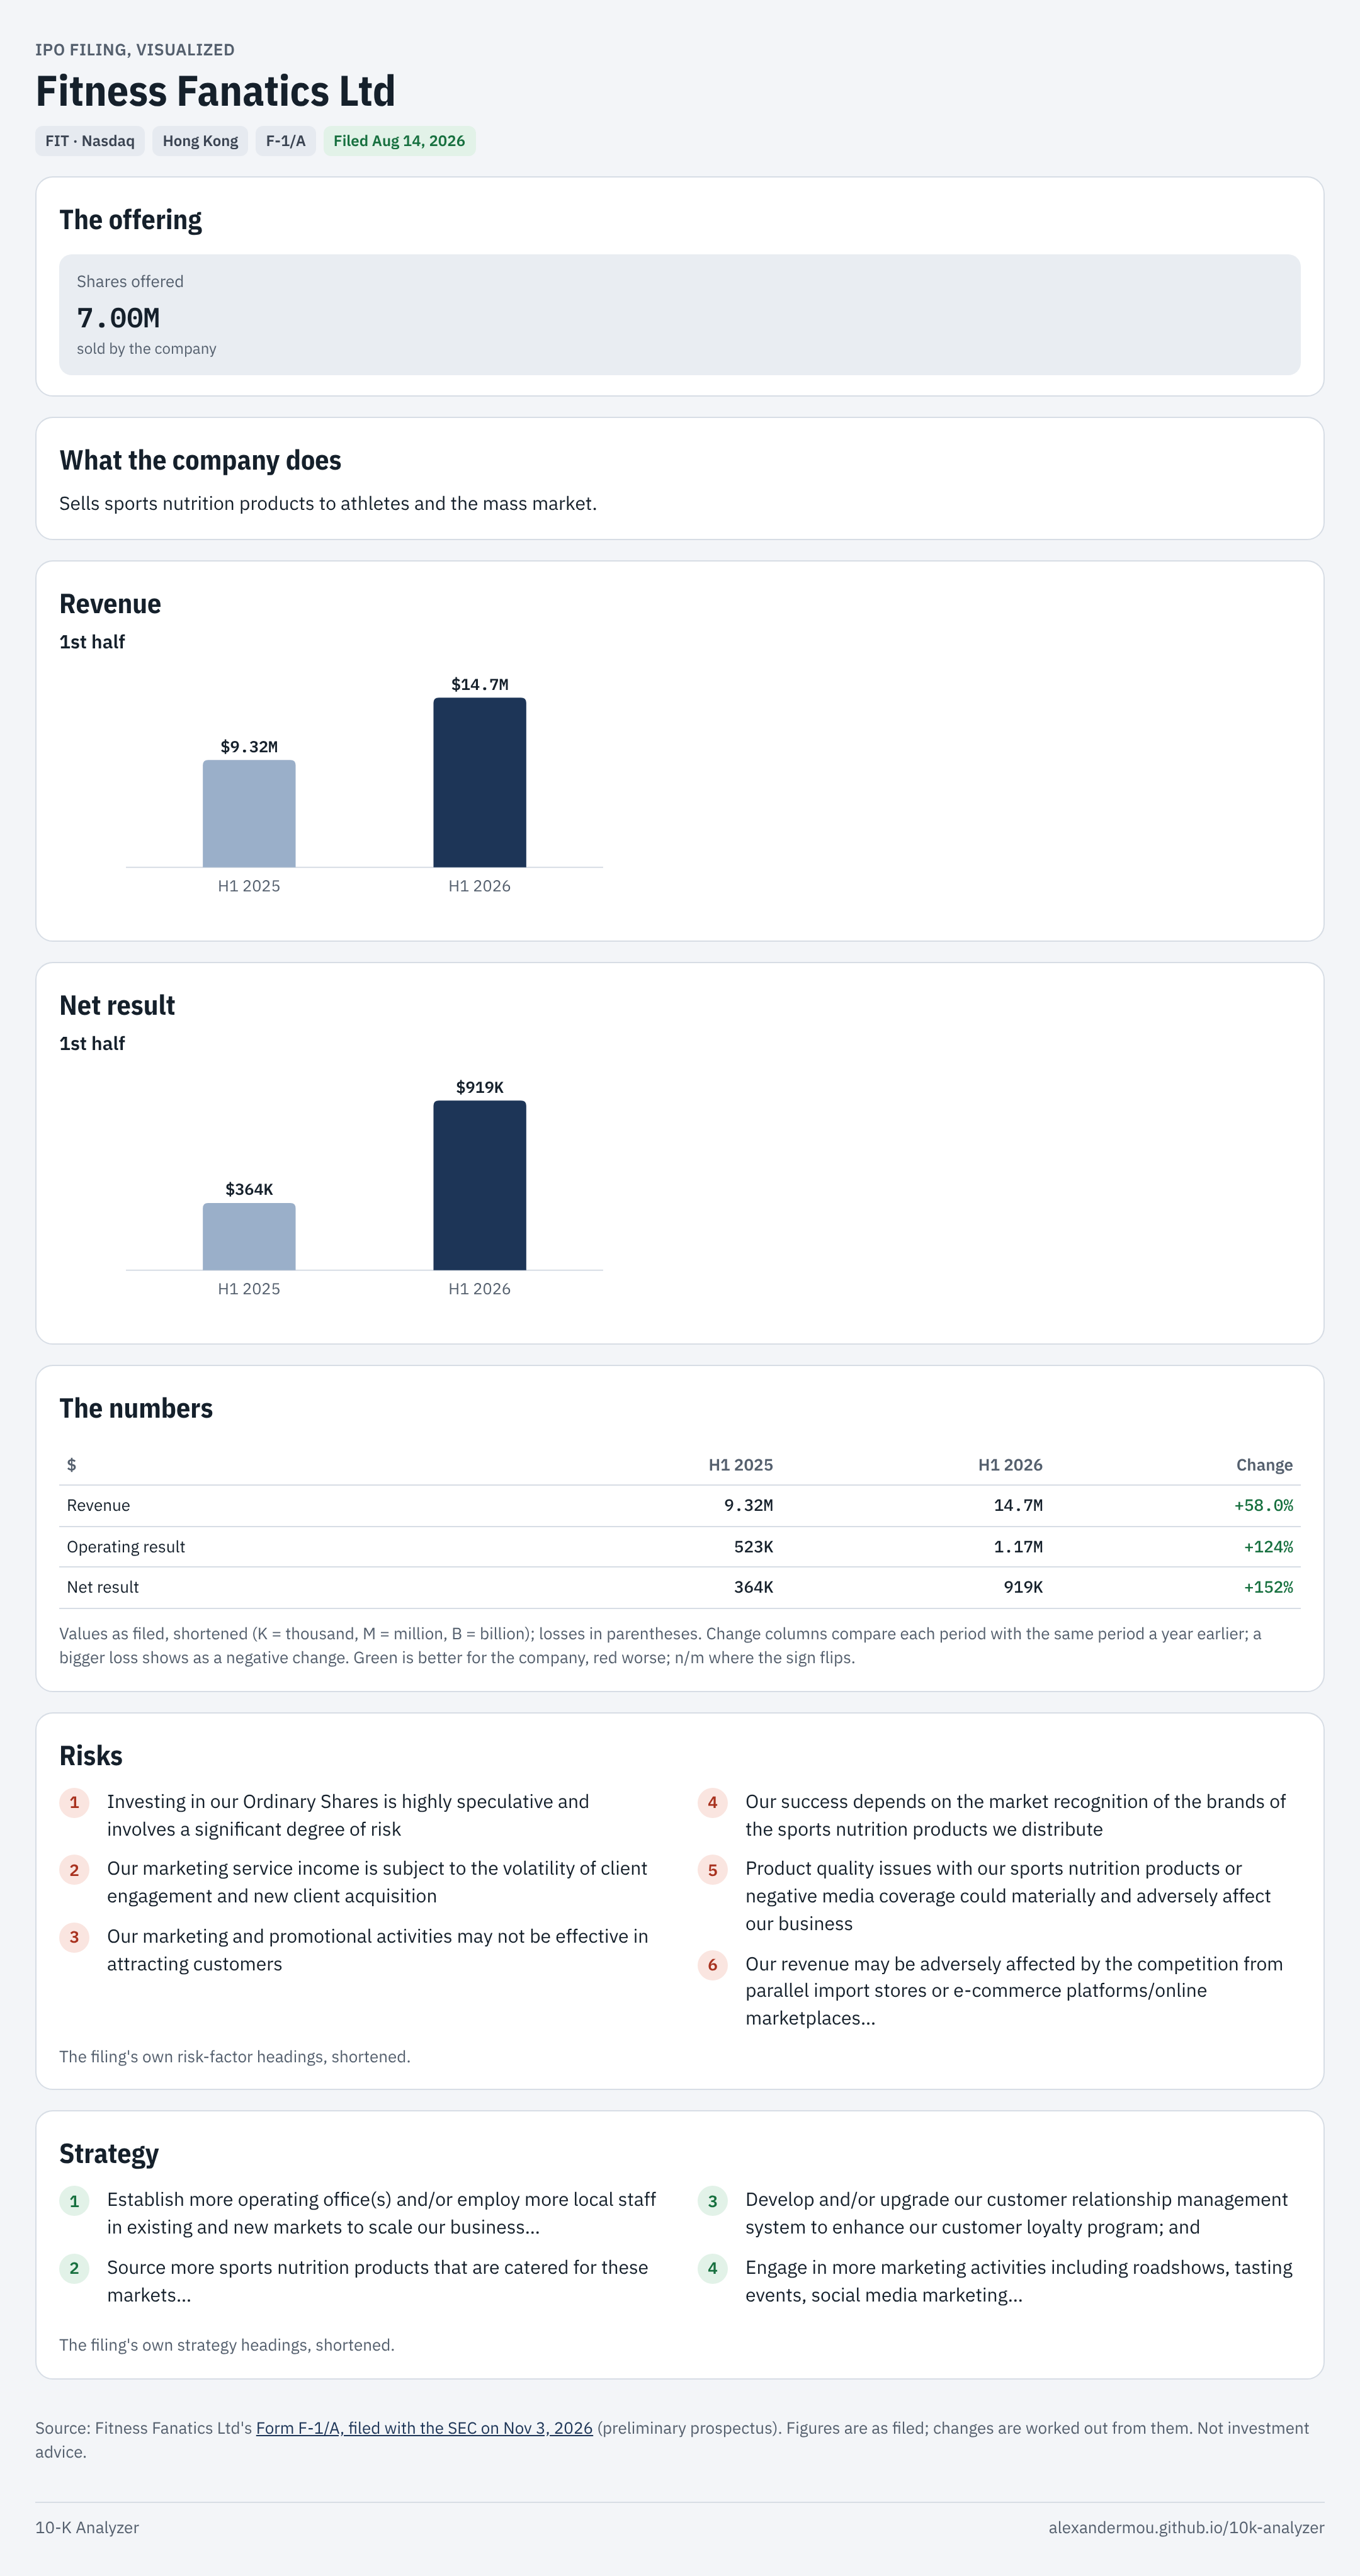 IPO FILING, VISUALIZED
Fitness Fanatics Ltd
FIT · Nasdaq
Hong Kong
F-1/A
Filed Aug 14, 2026
The offering
Shares offered
7.00M
sold by the company
What the company does
Sells sports nutrition products to athletes and the mass market.
Revenue
1st half
$9.32M
$14.7M
H1 2025
H1 2026
Net result
1st half
$364K
$919K
H1 2025
H1 2026
The numbers
$ H1 2025 H1 2026 Change
Revenue 9.32M 14.7M +58.0%
Operating result 523K 1.17M +124%
Net result 364K 919K +152%
Values as filed, shortened (K = thousand, M = million, B = billion); losses in parentheses. Change columns compare each period with the same period a year earlier; a
bigger loss shows as a negative change. Green is better for the company, red worse; n/m where the sign flips.
Risks
1 Investing in our Ordinary Shares is highly speculative and
involves a significant degree of risk
2 Our marketing service income is subject to the volatility of client
engagement and new client acquisition
3 Our marketing and promotional activities may not be effective in
attracting customers
4 Our success depends on the market recognition of the brands of
the sports nutrition products we distribute
5 Product quality issues with our sports nutrition products or
negative media coverage could materially and adversely affect
our business
6 Our revenue may be adversely affected by the competition from
parallel import stores or e-commerce platforms/online
marketplaces...
The filing's own risk-factor headings, shortened.
Strategy
1 Establish more operating office(s) and/or employ more local staff
in existing and new markets to scale our business...
2 Source more sports nutrition products that are catered for these
markets...
3 Develop and/or upgrade our customer relationship management
system to enhance our customer loyalty program; and
4 Engage in more marketing activities including roadshows, tasting
events, social media marketing...
The filing's own strategy headings, shortened.
Source: Fitness Fanatics Ltd's Form F-1/A, filed with the SEC on Nov 3, 2026 (preliminary prospectus). Figures are as filed; changes are worked out from them. Not investment
advice.
10-K Analyzer
alexandermou.github.io/10k-analyzer